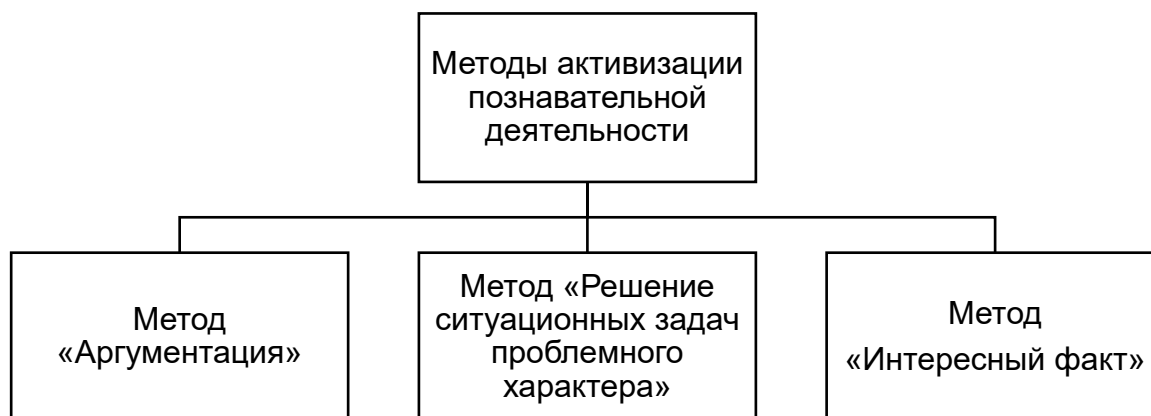 Методы активизации
познавательной
деятельности
Метод
«Аргументация»
Метод «Решение
ситуационных задач
проблемного
характера»
Метод
«Интересный факт»